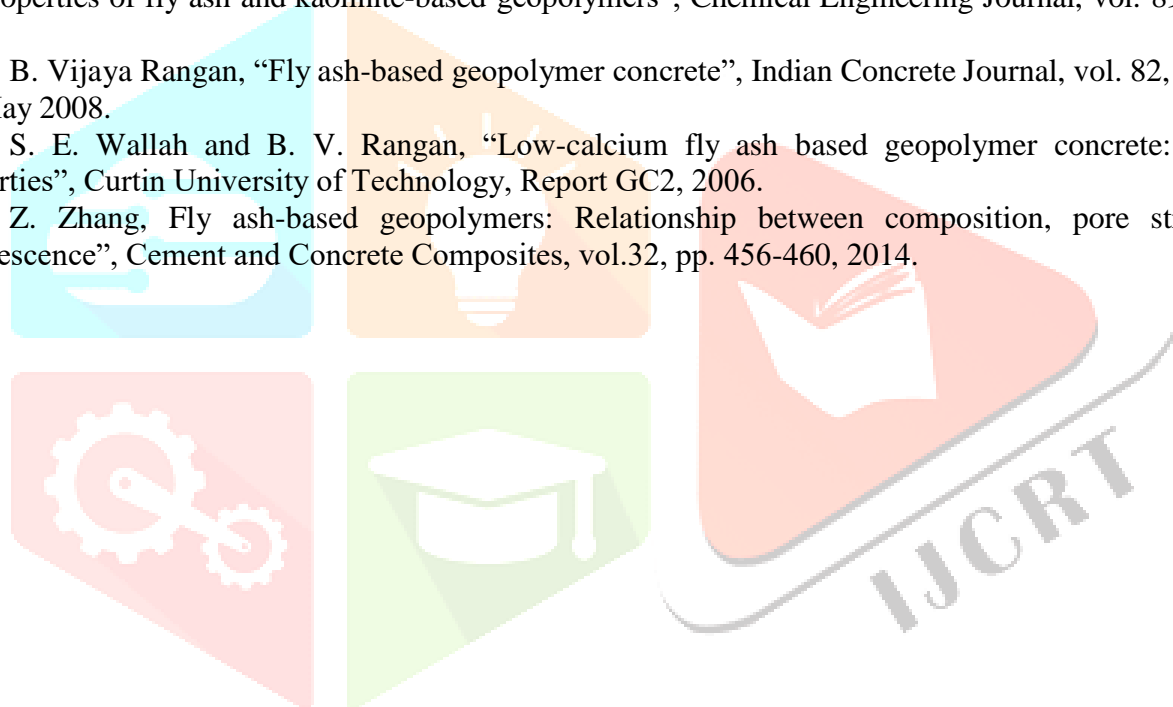 operties of fly ash and kaolinite-based geopolymers", Chemical Engineering Journal, vol. 89
B. Vijaya Rangan, “Fly ash-based geopolymer concrete”, Indian Concrete Journal, vol. 82,
ay 2008.
S. E. Wallah and B. V. Rangan, “Low-calcium fly ash based geopolymer concrete:
rties”, Curtin University of Technology, Report GC2, 2006.
Z. Zhang, Fly ash-based geopolymers: Relationship between composition, pore st
escence”, Cement and Concrete Composites, vol.32, pp. 456-460, 2014.
IJCRT